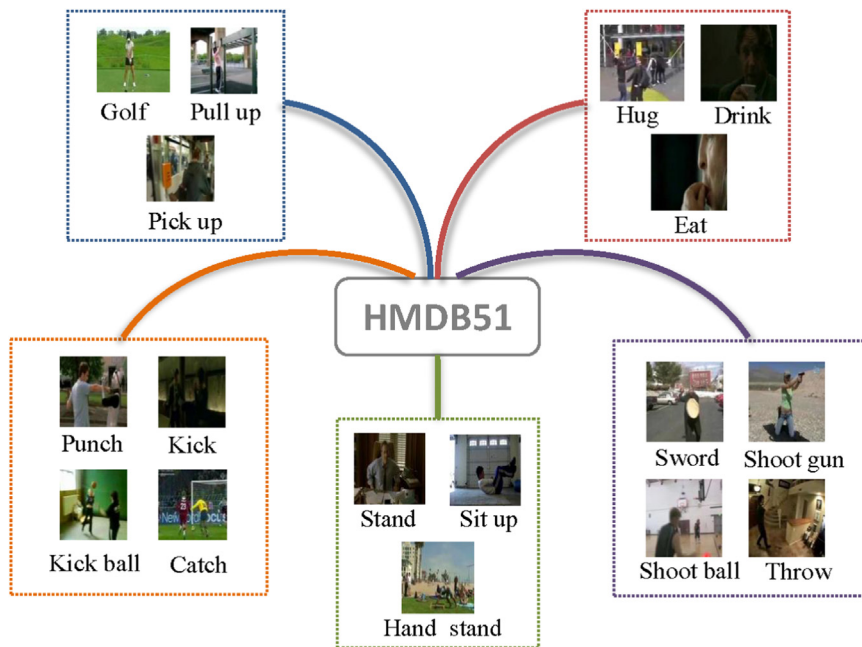 Golf Pull up
Pick up
Hug Drink
Eat
HMDB51
Punch Kick
Kick ball Catch
Stand Sit up
Hand stand
Sword Shoot gun
Shoot ball Throw